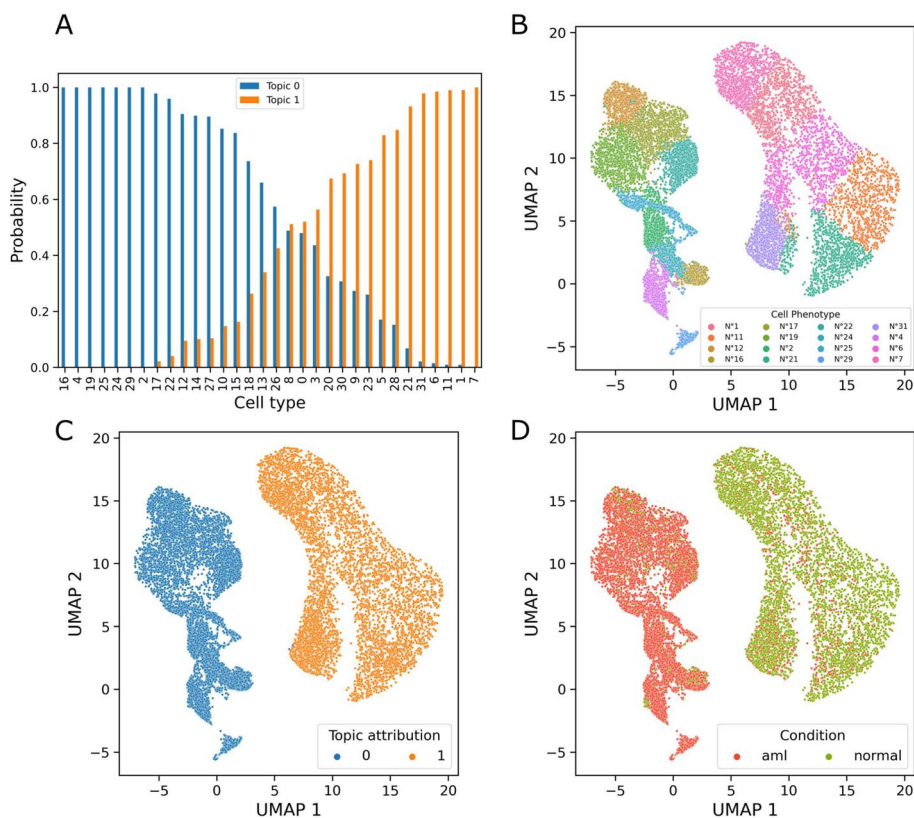 A
Topic 0
Topic 1
1.0
0.8
0.6
0.4
0.2
0.0
Probability
16 4 19 25 24 29 2 17 22 12 14 27 10 15 18 13 26 8 0 3 20 30 9 23 5 28 21 31 6 11 1 7
Cell type
B
20
15
10
5
0
−5
UMAP 2
Cell Phenotype
N°1 N°17 N°22 N°31
N°11 N°19 N°24 N°4
N°12 N°2 N°25 N°6
N°16 N°21 N°29 N°7
−5 0 5 10 15 20
UMAP 1
C
20
15
10
5
0
−5
UMAP 2
Topic attribution
0 1
−5 0 5 10 15 20
UMAP 1
D
20
15
10
5
0
−5
UMAP 2
Condition
aml normal
−5 0 5 10 15 20
UMAP 1